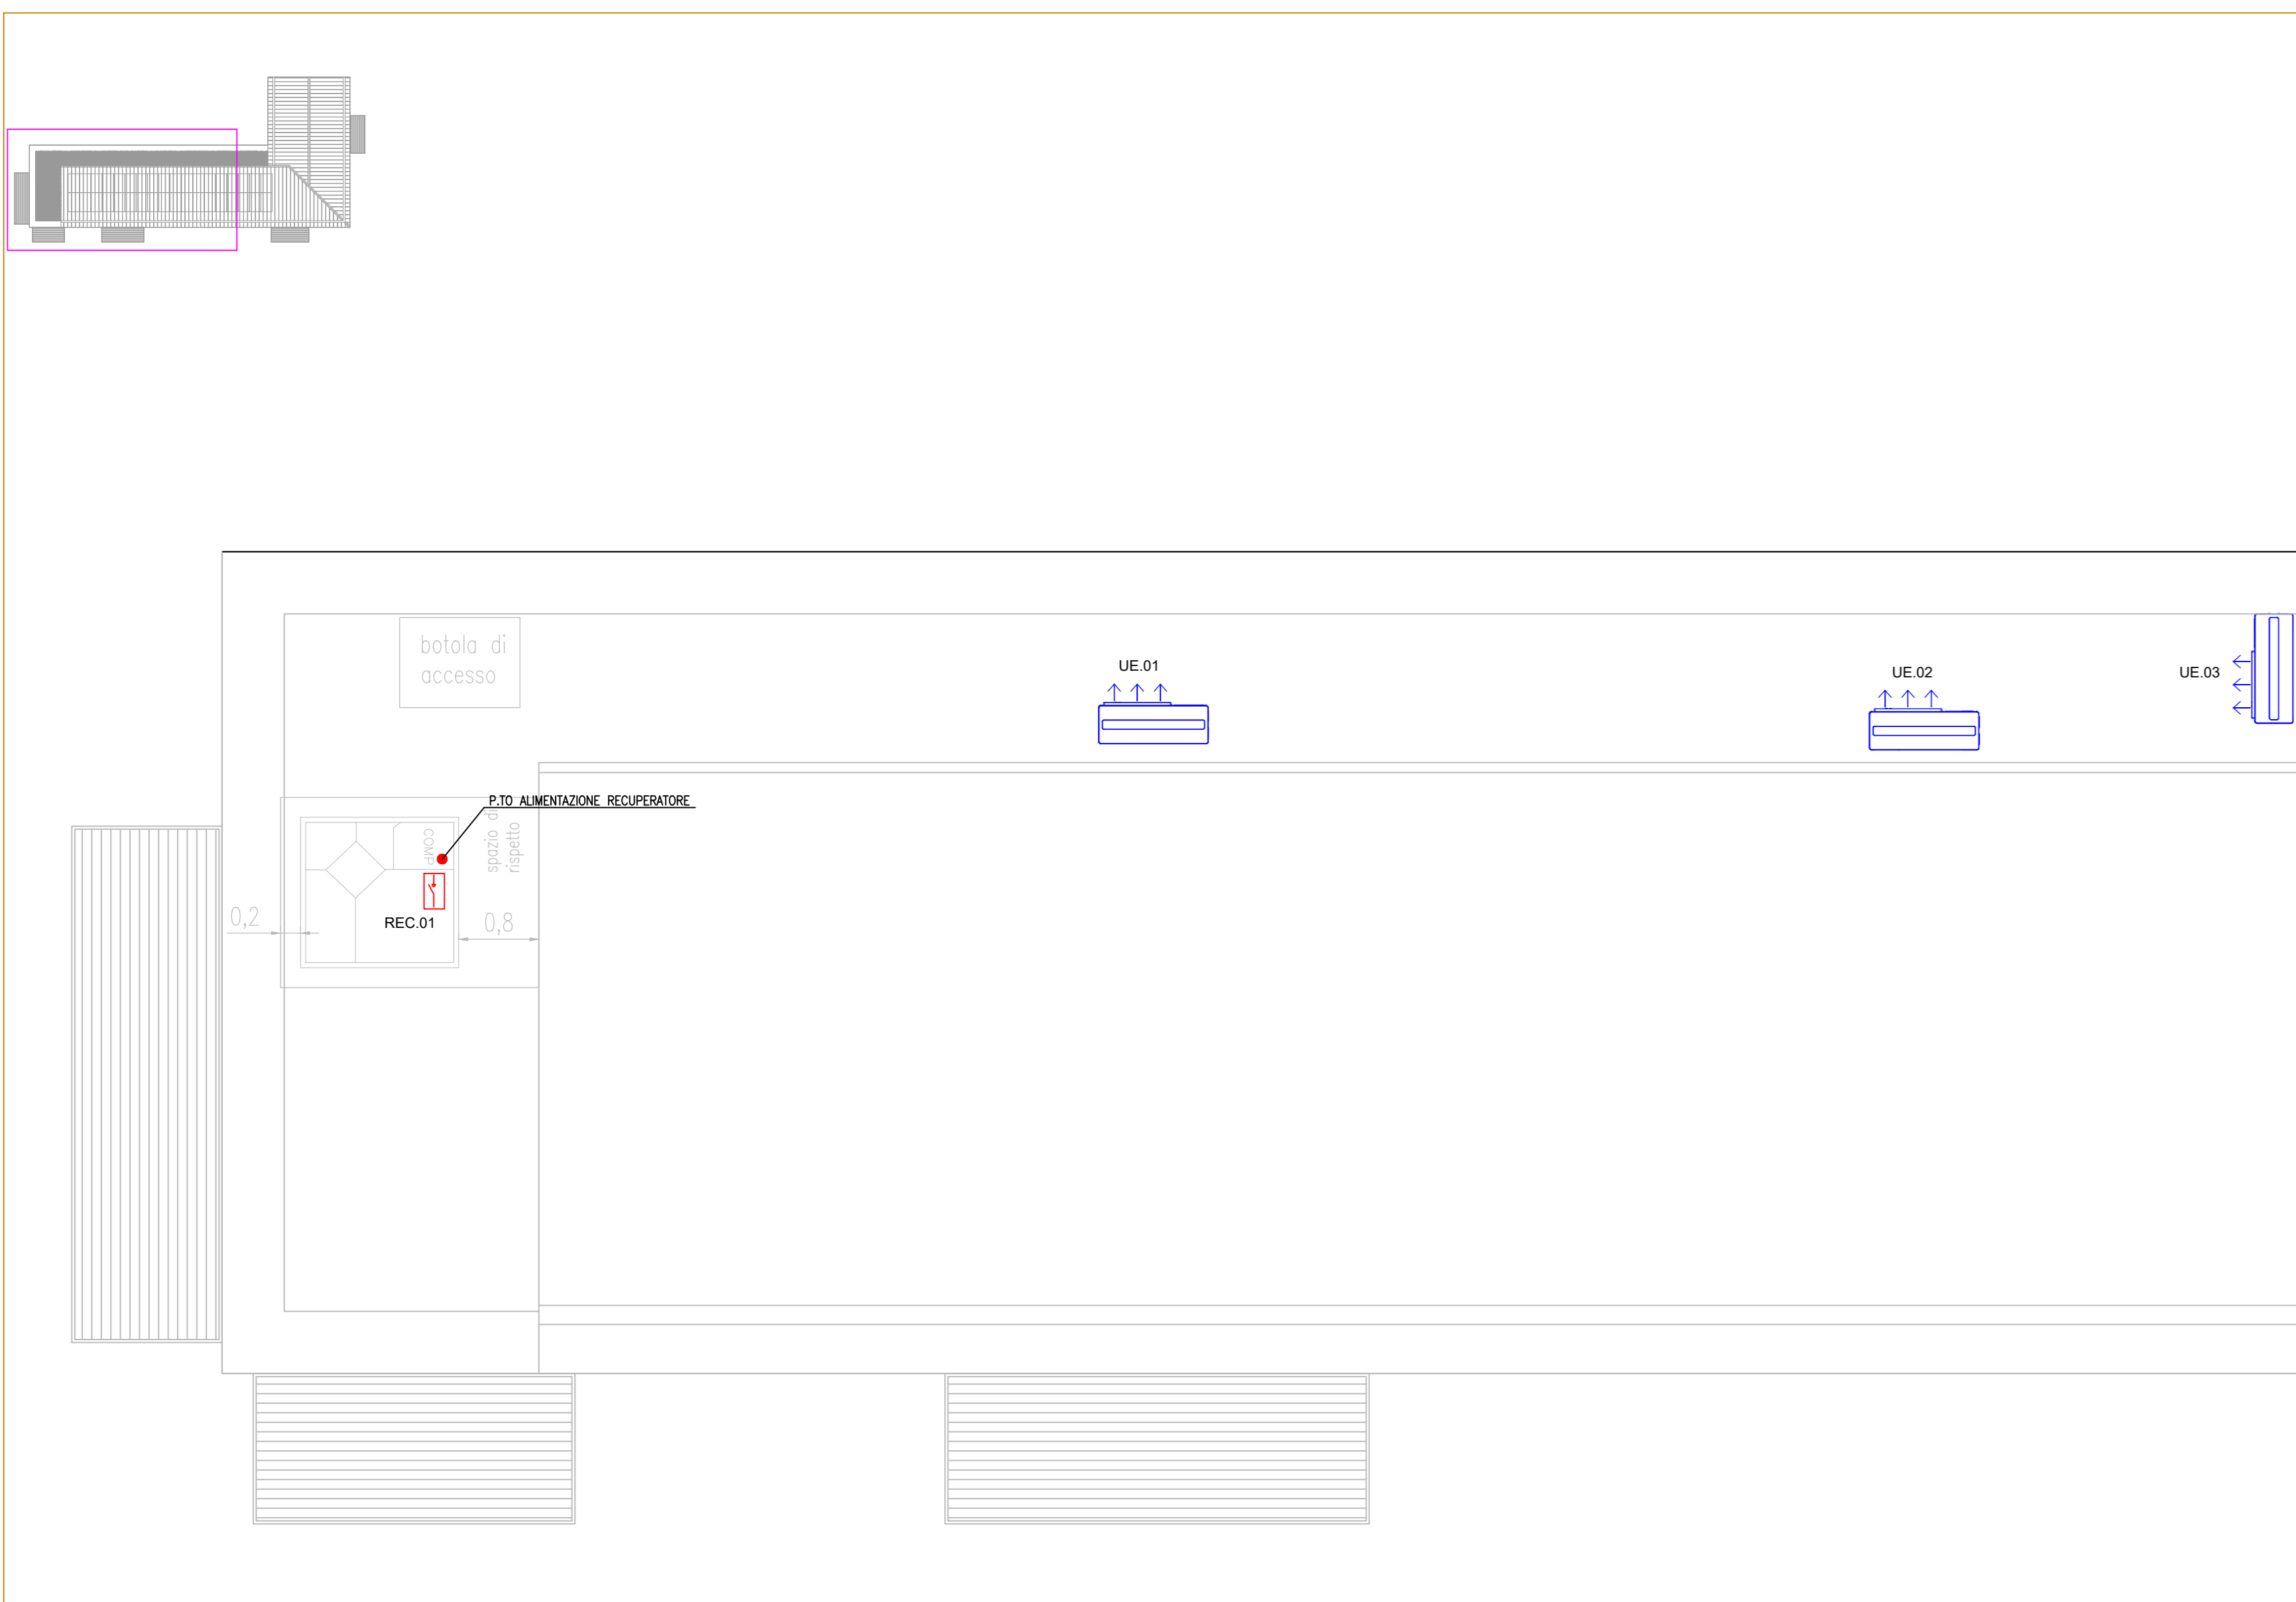 botola di
accesso
UE.01
UE.02
UE.03
P.TO ALIMENTAZIONE RECUPERATORE
spazio di
rispetto
COMP
0,2
REC.01
0,8